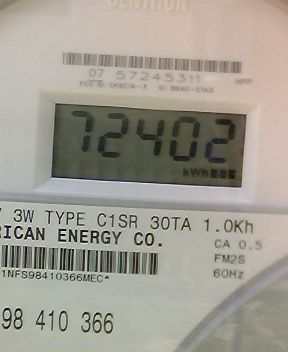 CENTRON
07 57245311
72402
kWh
3W TYPE C1SR 30TA 1.0Kh
RICAN ENERGY CO.
CA 0.5
FM2S
1NFS98410366MEC*
60Hz
98 410 366